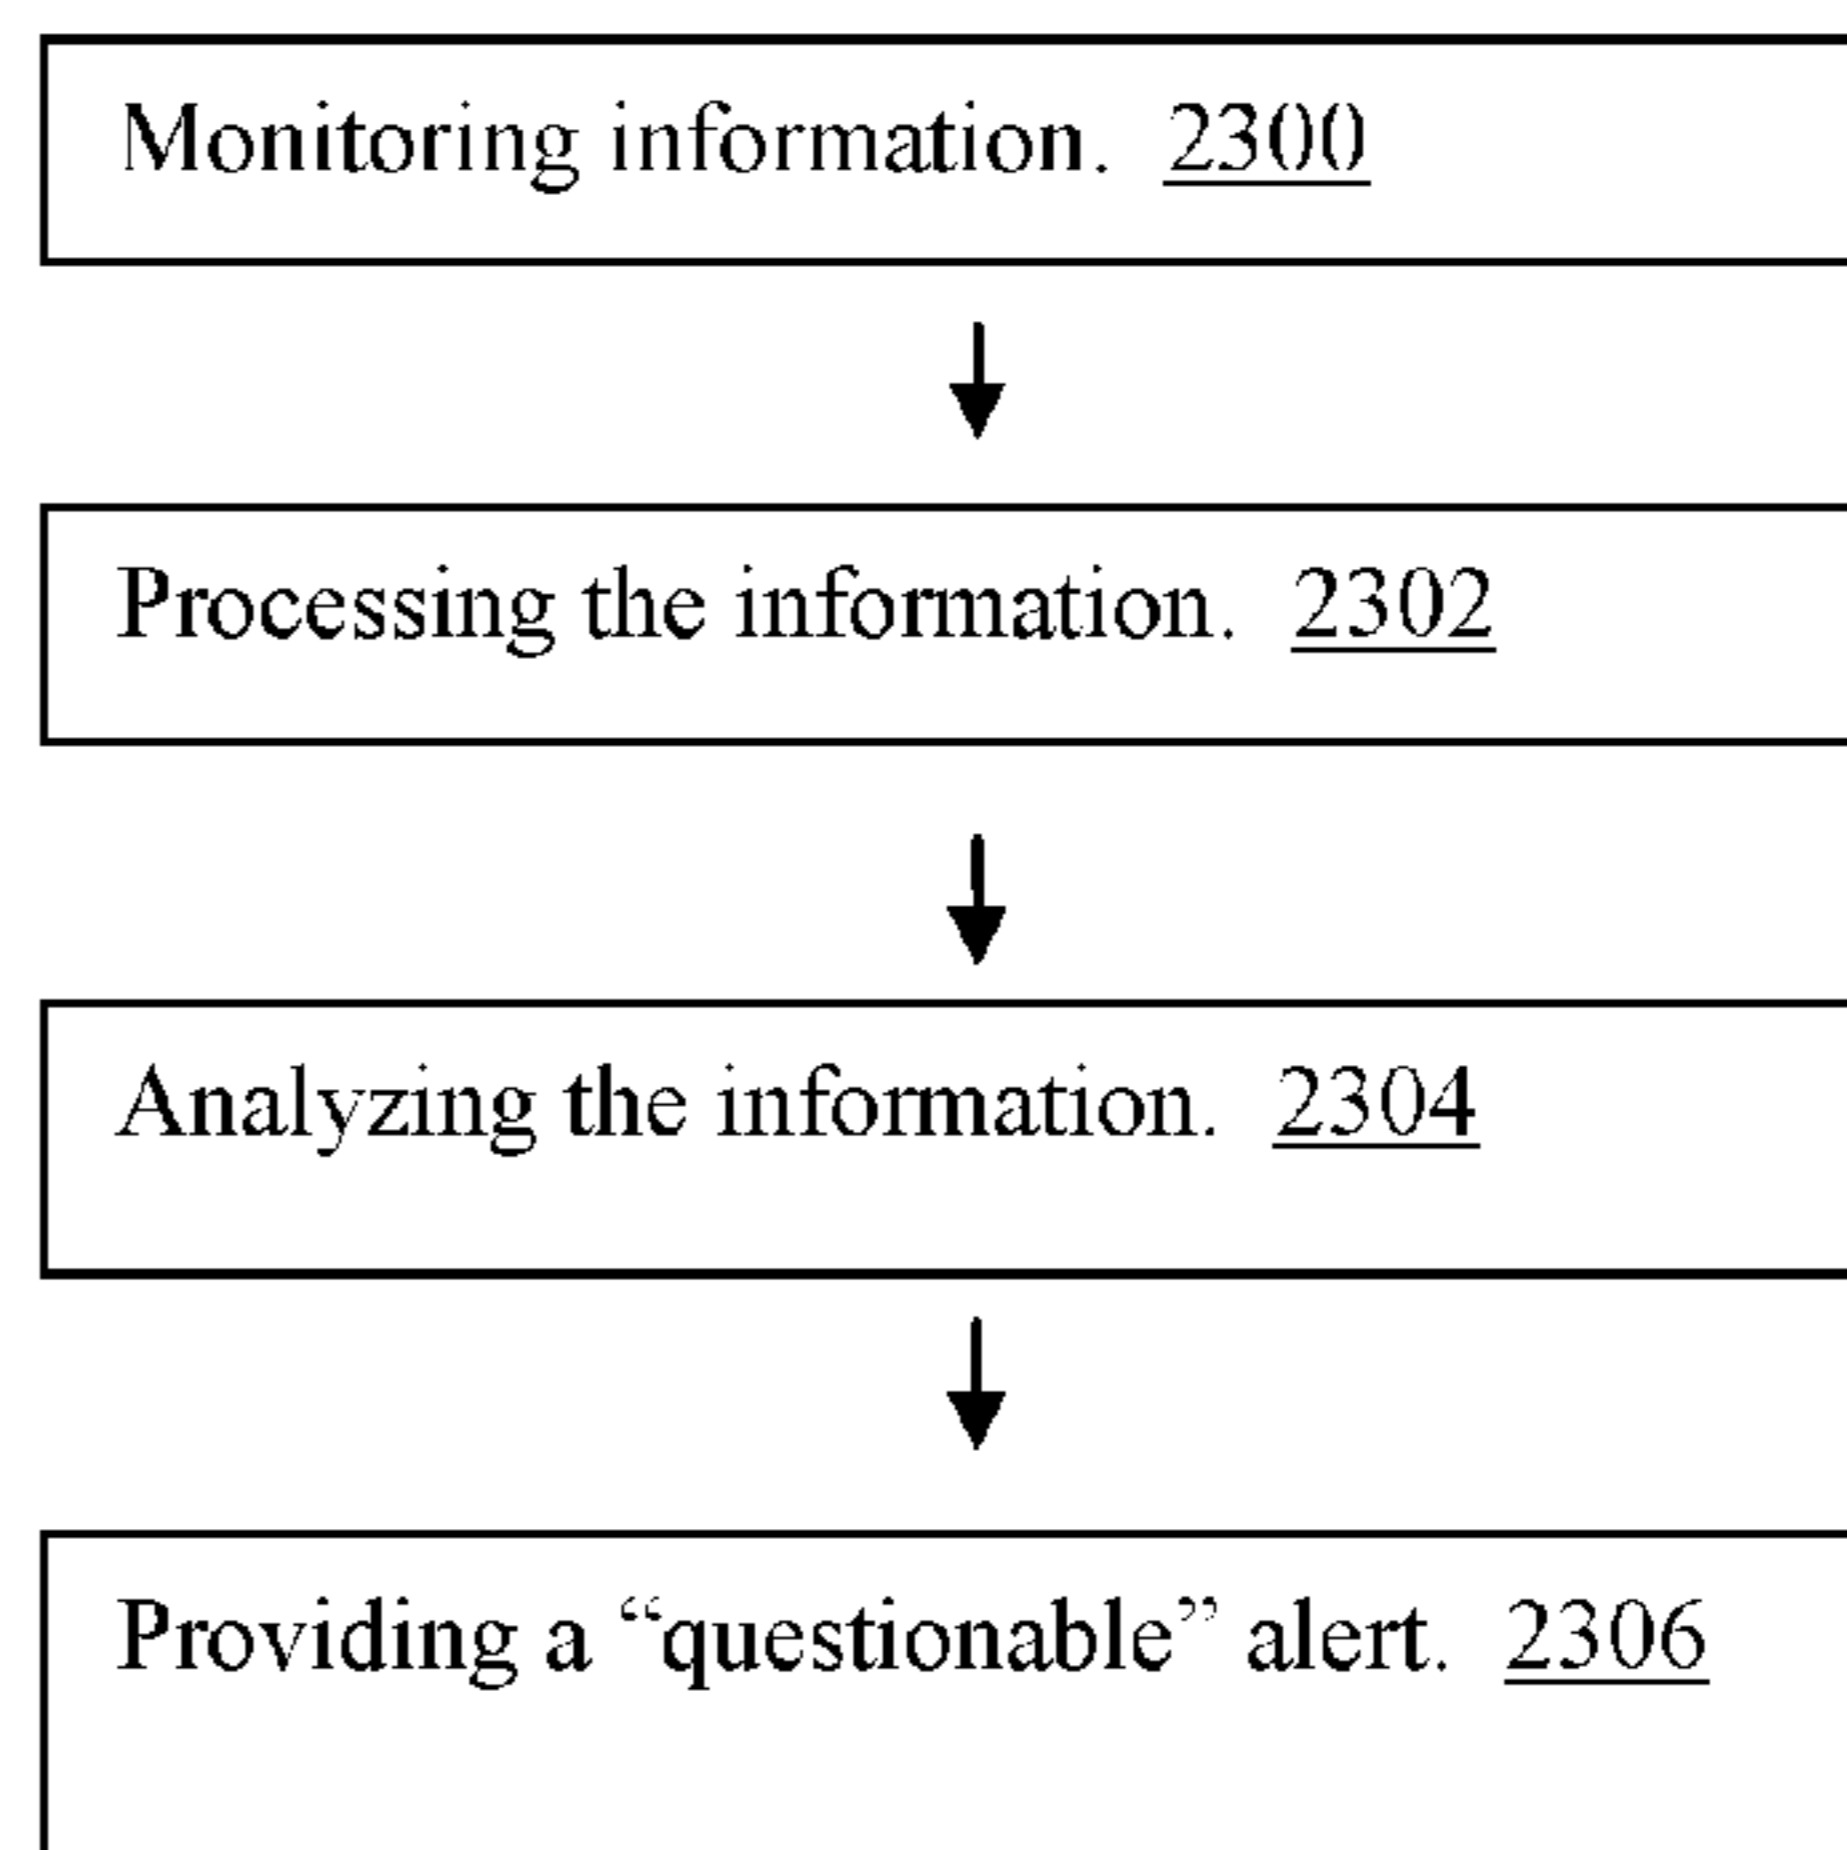 Monitoring information. 2300
Processing the information. 2302
Analyzing the information. 2304
Providing a “questionable” alert. 2306